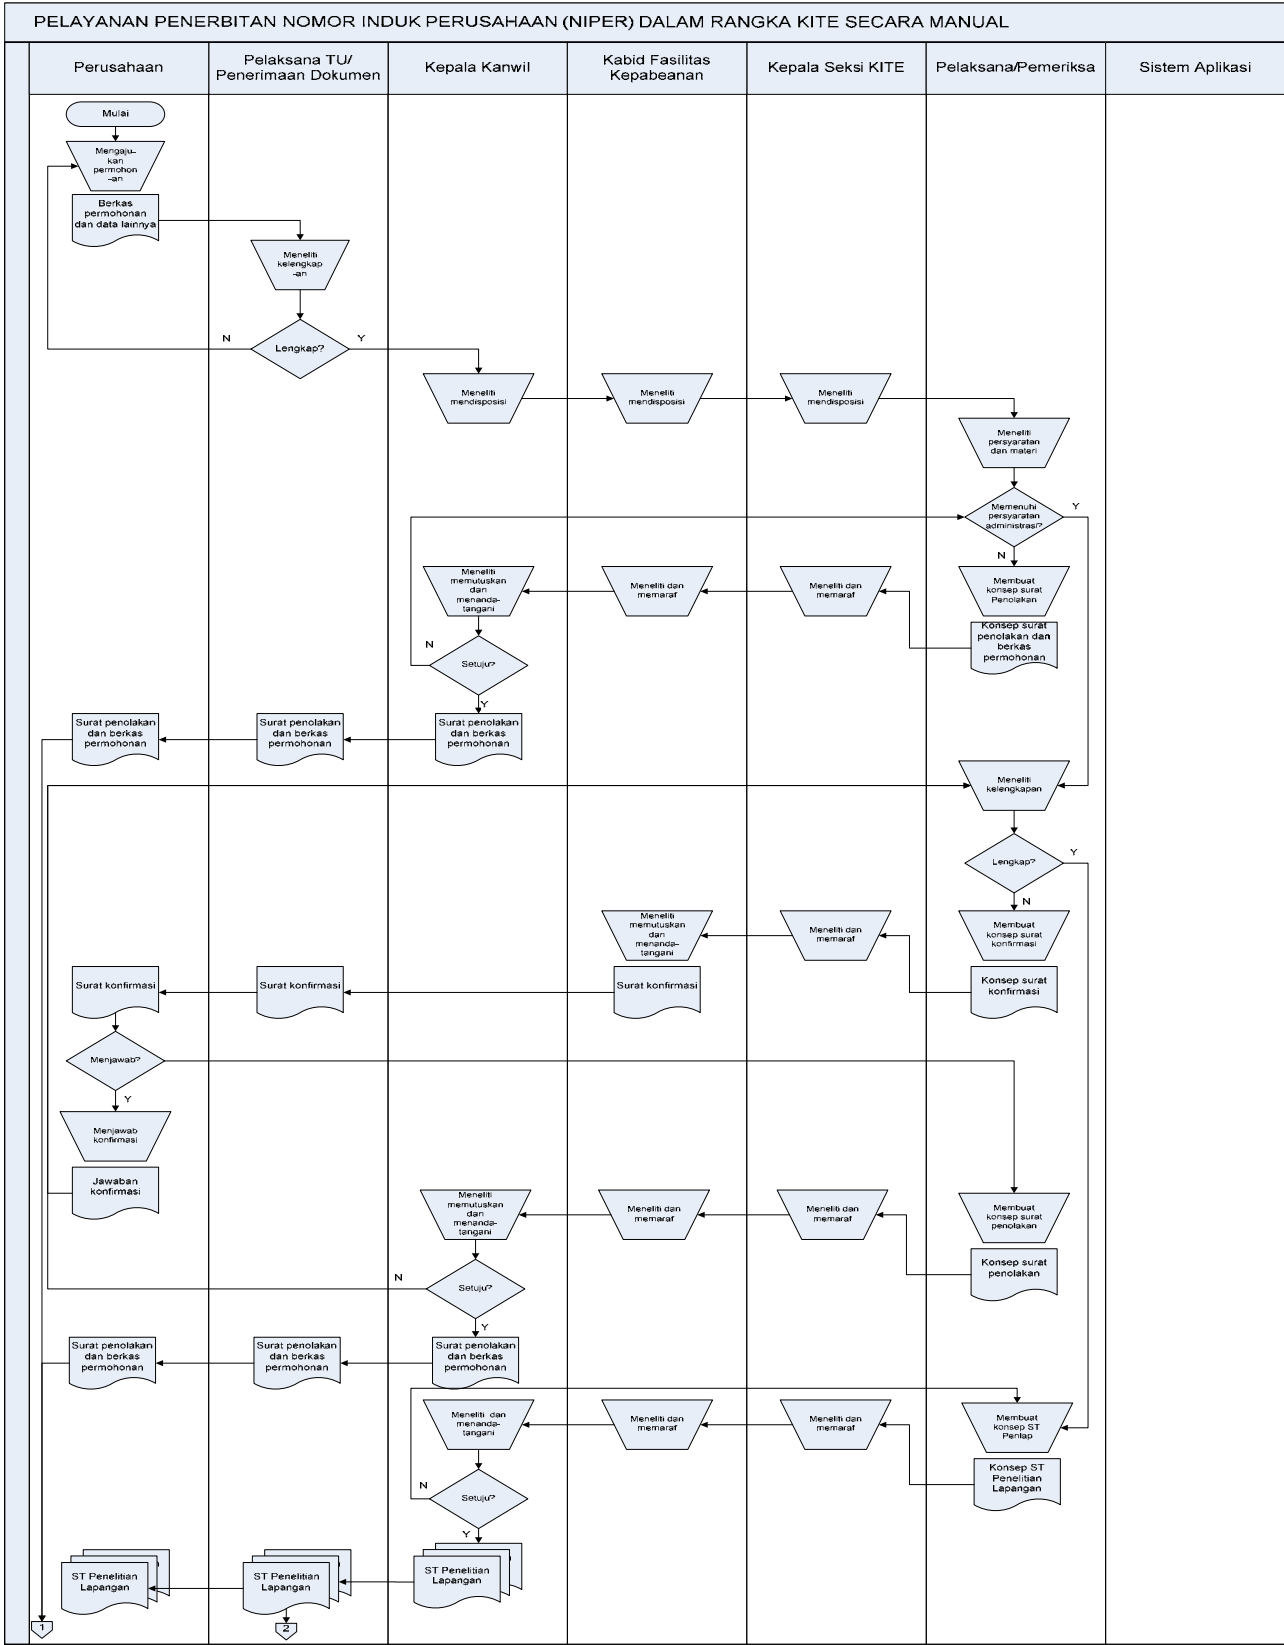 PELAYANAN PENERBITAN NOMOR INDUK PERUSAHAAN (NIPER) DALAM RANGKA KITE SECARA MANUAL
Perusahaan
Pelaksana TU/
Penerimaan Dokumen
Kepala Kanwil
Kabid Fasilitas
Kepabeanan
Kepala Seksi KITE
Pelaksana/Pemeriksa
Sistem Aplikasi
Mulai
Mengaju-
kan
permohon
-an
Berkas
permohonan
dan data lainnya
Meneliti
kelengkap
-an
N
Lengkap?
Y
Meneliti
mendisposisi
Meneliti
mendisposisi
Meneliti
mendisposisi
Meneliti
persyaratan
dan materi
Memenuhi
persyaratan
administrasi?
Y
N
Meneliti
memutuskan
dan
menanda-
tangani
Meneliti dan
memaraf
Meneliti dan
memaraf
Membuat
konsep surat
Penolakan
Konsep surat
penolakan dan
berkas
permohonan
N
Setuju?
Y
Surat penolakan
dan berkas
permohonan
Surat penolakan
dan berkas
permohonan
Surat penolakan
dan berkas
permohonan
Meneliti
kelengkapan
Lengkap?
Y
N
Meneliti
memutuskan
dan
menanda-
tangani
Meneliti dan
memaraf
Membuat
konsep surat
konfirmasi
Surat konfirmasi
Surat konfirmasi
Surat konfirmasi
Konsep surat
konfirmasi
Menjawab?
Y
Menjawab
konfirmasi
Jawaban
konfirmasi
Meneliti
memutuskan
dan
menanda-
tangani
Meneliti dan
memaraf
Meneliti dan
memaraf
Membuat
konsep surat
penolakan
Konsep surat
penolakan
N
Setuju?
Y
Surat penolakan
dan berkas
permohonan
Surat penolakan
dan berkas
permohonan
Surat penolakan
dan berkas
permohonan
Meneliti dan
menanda-
tangani
Meneliti dan
memaraf
Meneliti dan
memaraf
Membuat
konsep ST
Penlap
Konsep ST
Penelitian
Lapangan
N
Setuju?
Y
ST Penelitian
Lapangan
ST Penelitian
Lapangan
ST Penelitian
Lapangan
1
2